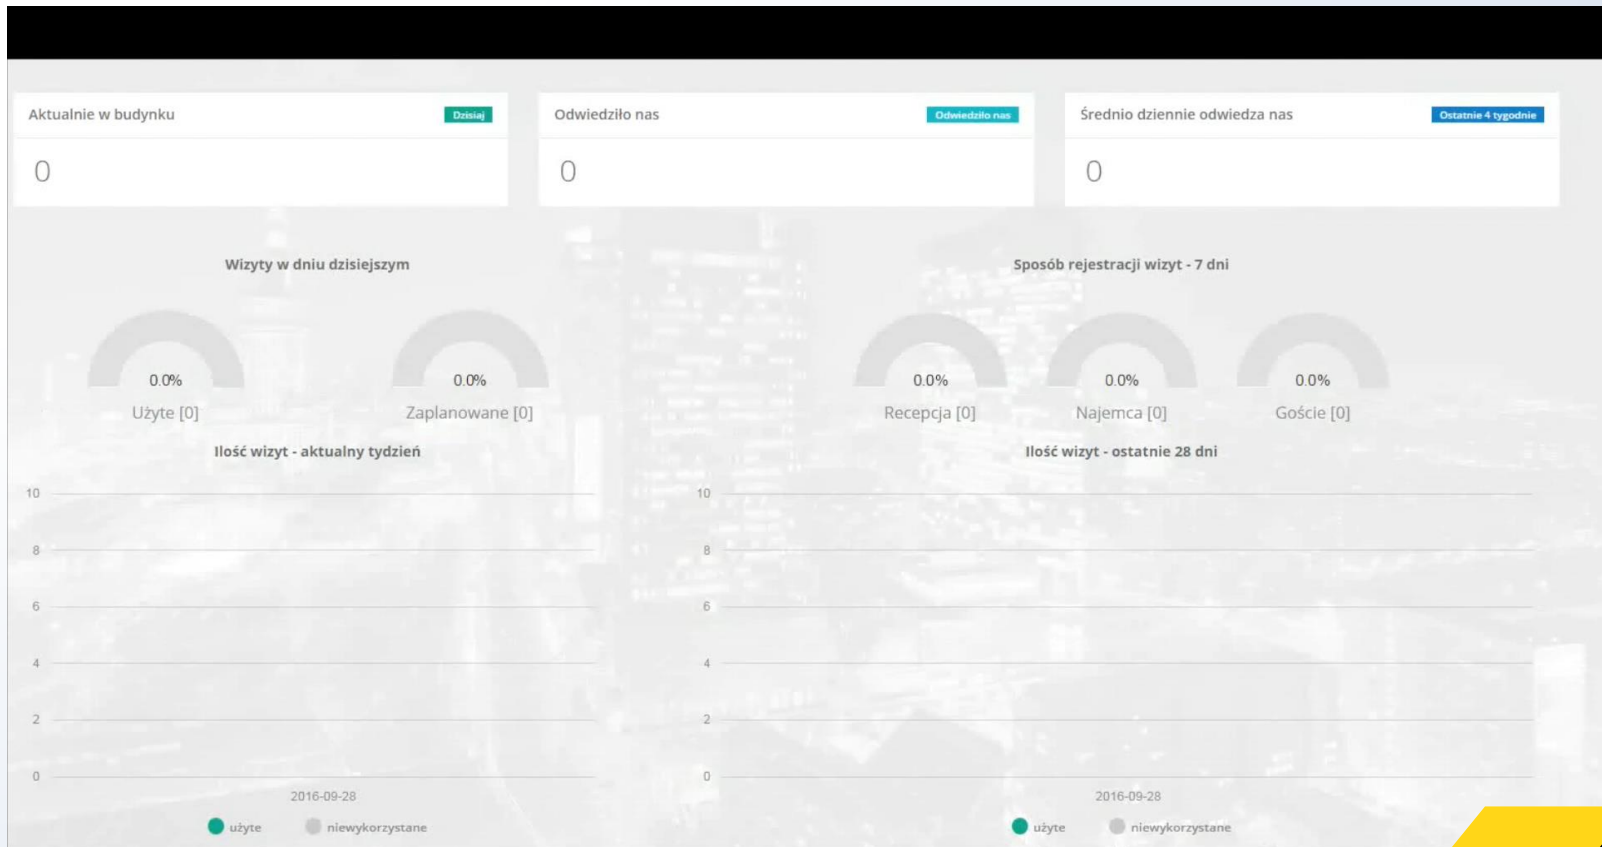 Aktualnie w budynku
Dzisiaj
0
Odwiedziło nas
Odwiedziło nas
0
Średnio dziennie odwiedza nas
Ostatnie 4 tygodnie
0
Wizyty w dniu dzisiejszym
0.0%
Użyte [0]
0.0%
Zaplanowane [0]
Sposób rejestracji wizyt - 7 dni
0.0%
Recepcja [0]
0.0%
Najemca [0]
0.0%
Goście [0]
Ilość wizyt - aktualny tydzień
10
8
6
4
2
0
2016-09-28
użyte
niewykorzystane
Ilość wizyt - ostatnie 28 dni
10
8
6
4
2
0
2016-09-28
użyte
niewykorzystane